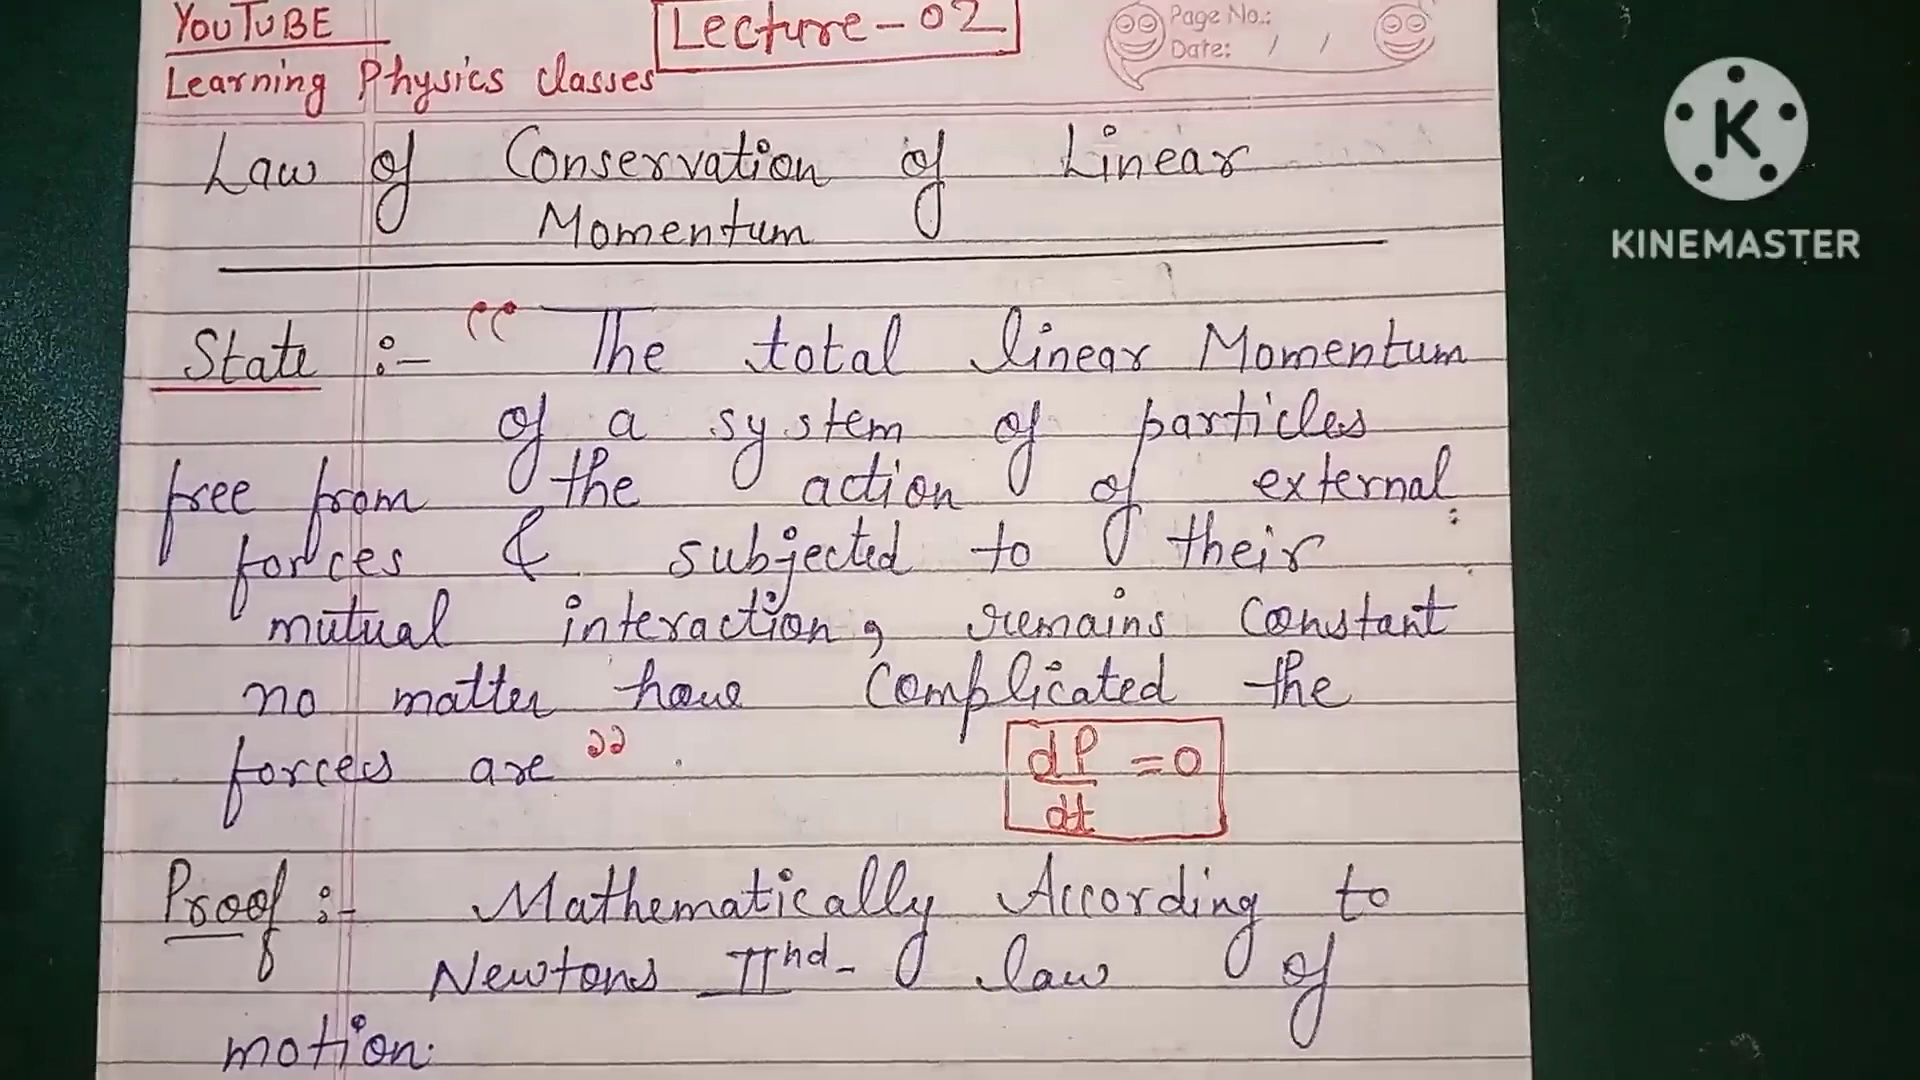 YOUTUBE
Lecture-02
Page No.:
Date: / /
Learning Physics classes
K
KINEMASTER
Law of Conservation of Linear
Momentum
State :- “ The total linear Momentum
of a system of particles
free from the action of external
forces & subjected to their
mutual interaction, remains constant
no matter how complicated the
forces are ” .
dP/dt = 0
Proof :- Mathematically According to
Newtons IInd- law of
motion.